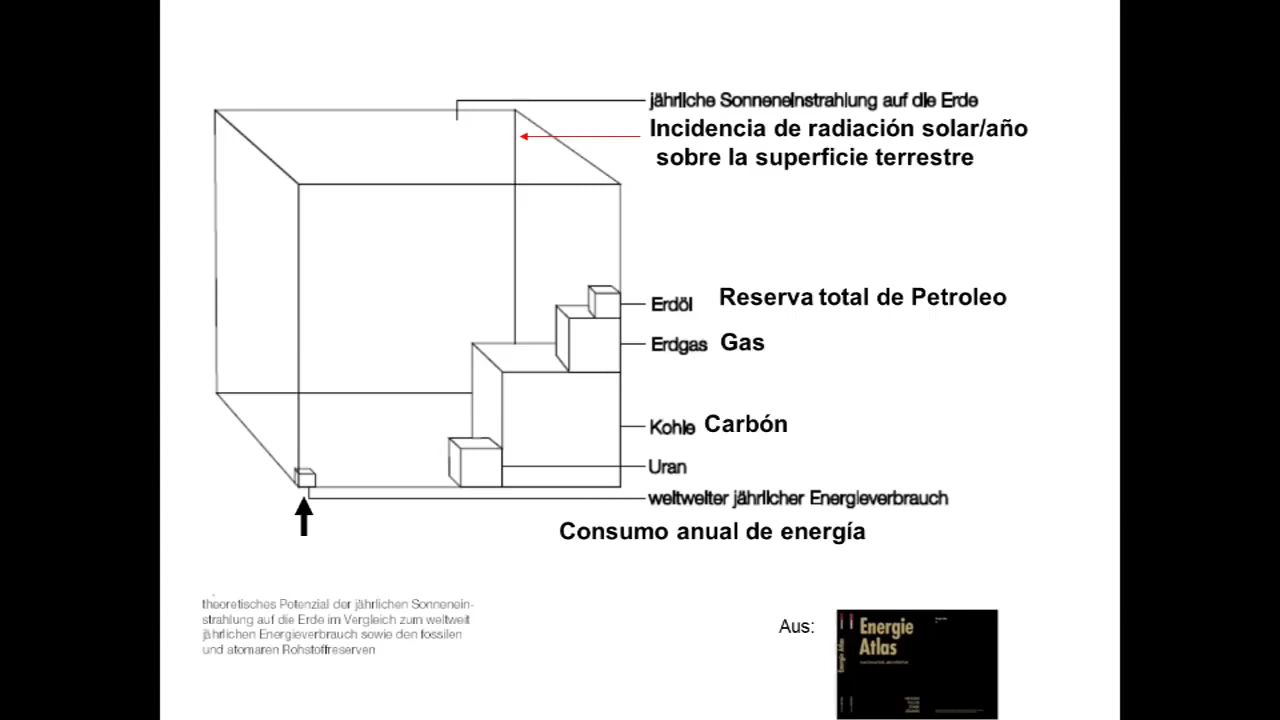 jährliche Sonneneinstrahlung auf die Erde
Incidencia de radiación solar/año
sobre la superficie terrestre
Erdöl Reserva total de Petroleo
Erdgas Gas
Kohle Carbón
Uran
weltweiter jährlicher Energieverbrauch
Consumo anual de energía
theoretisches Potenzial der jährlichen Sonnenein-
strahlung auf die Erde im Vergleich zum weltweit
jährlichen Energieverbrauch sowie den fossilen
und atomaren Rohstoffreserven
Aus:
Energie
Atlas
Energie Atlas